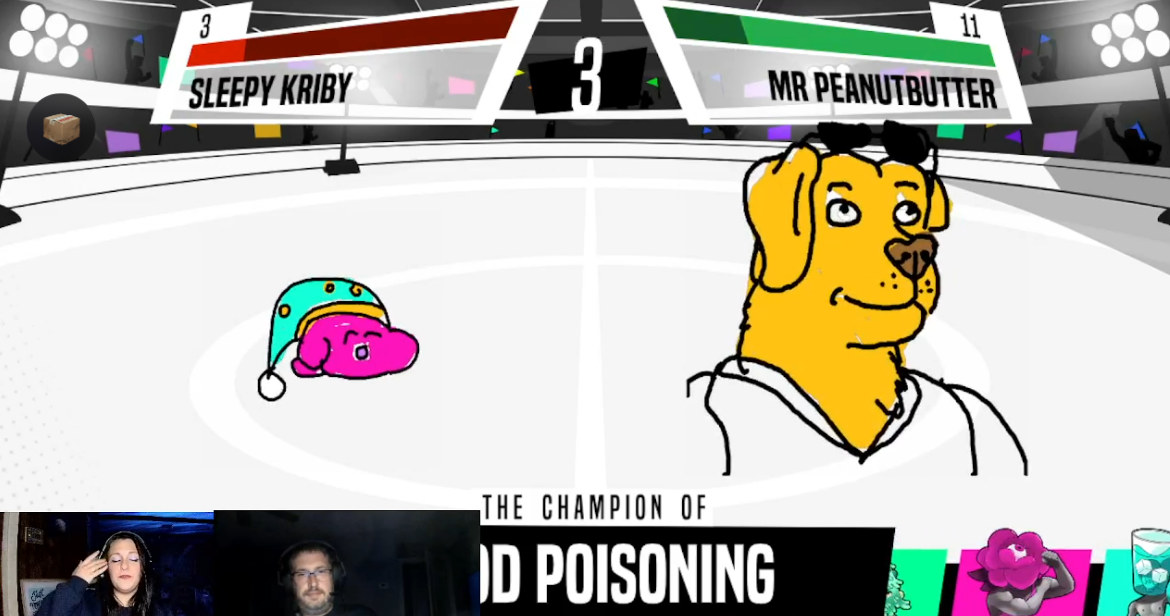 3
11
SLEEPY KRIBY
3
MR PEANUTBUTTER
THE CHAMPION OF
OD POISONING